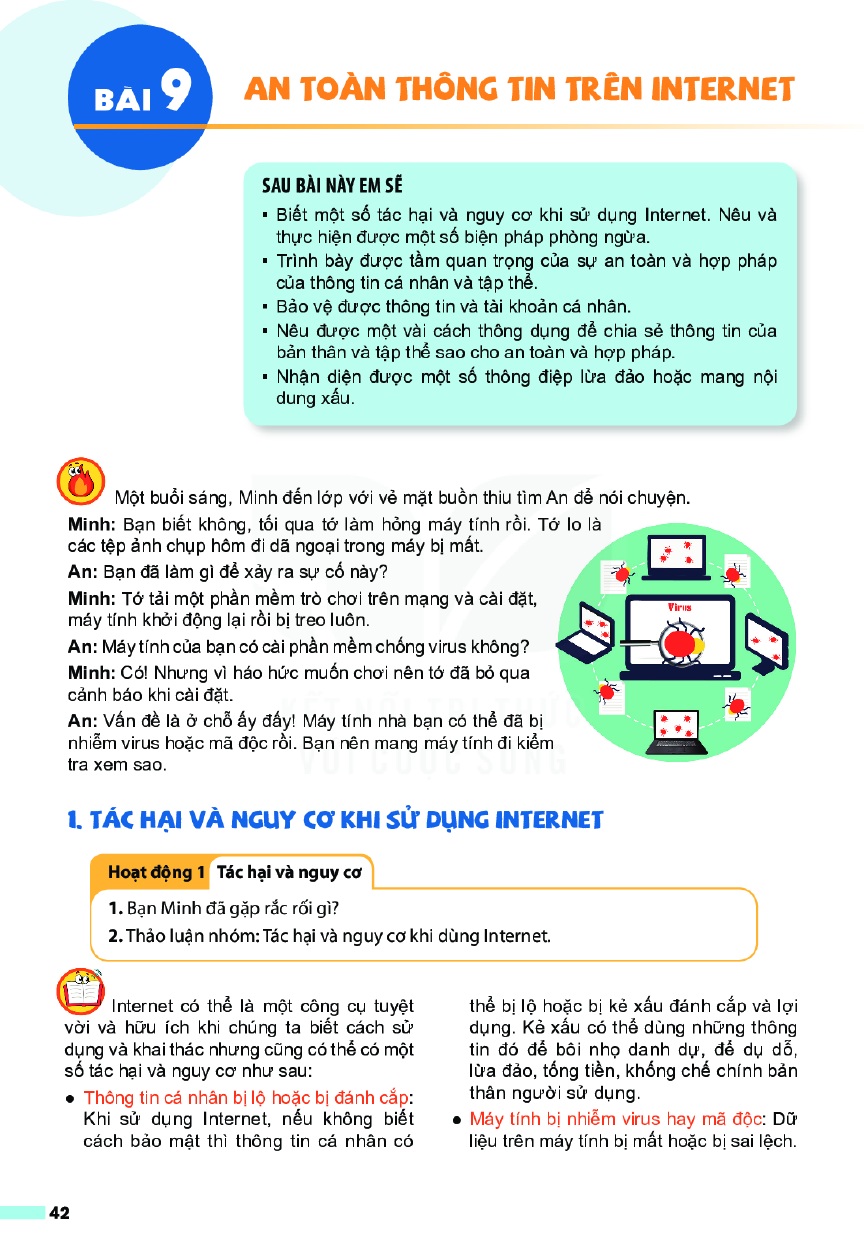 BÀI 9
AN TOÀN THÔNG TIN TRÊN INTERNET
SAU BÀI NÀY EM SẼ
▪ Biết một số tác hại và nguy cơ khi sử dụng Internet. Nêu và
thực hiện được một số biện pháp phòng ngừa.
▪ Trình bày được tầm quan trọng của sự an toàn và hợp pháp
của thông tin cá nhân và tập thể.
▪ Bảo vệ được thông tin và tài khoản cá nhân.
▪ Nêu được một vài cách thông dụng để chia sẻ thông tin của
bản thân và tập thể sao cho an toàn và hợp pháp.
▪ Nhận diện được một số thông điệp lừa đảo hoặc mang nội
dung xấu.
Một buổi sáng, Minh đến lớp với vẻ mặt buồn thiu tìm An để nói chuyện.
Minh: Bạn biết không, tối qua tớ làm hỏng máy tính rồi. Tớ lo là
các tệp ảnh chụp hôm đi dã ngoại trong máy bị mất.
An: Bạn đã làm gì để xảy ra sự cố này?
Minh: Tớ tải một phần mềm trò chơi trên mạng và cài đặt,
máy tính khởi động lại rồi bị treo luôn.
An: Máy tính của bạn có cài phần mềm chống virus không?
Minh: Có! Nhưng vì háo hức muốn chơi nên tớ đã bỏ qua
cảnh báo khi cài đặt.
An: Vấn đề là ở chỗ ấy đấy! Máy tính nhà bạn có thể đã bị
nhiễm virus hoặc mã độc rồi. Bạn nên mang máy tính đi kiểm
tra xem sao.
Virus
KẾT NỐI TRI THỨC
VỚI CUỘC SỐNG
1. TÁC HẠI VÀ NGUY CƠ KHI SỬ DỤNG INTERNET
Hoạt động 1 Tác hại và nguy cơ
1. Bạn Minh đã gặp rắc rối gì?
2. Thảo luận nhóm: Tác hại và nguy cơ khi dùng Internet.
Internet có thể là một công cụ tuyệt
vời và hữu ích khi chúng ta biết cách sử
dụng và khai thác nhưng cũng có thể có một
số tác hại và nguy cơ như sau:
● Thông tin cá nhân bị lộ hoặc bị đánh cắp:
Khi sử dụng Internet, nếu không biết
cách bảo mật thì thông tin cá nhân có
thể bị lộ hoặc bị kẻ xấu đánh cắp và lợi
dụng. Kẻ xấu có thể dùng những thông
tin đó để bôi nhọ danh dự, để dụ dỗ,
lừa đảo, tống tiền, khống chế chính bản
thân người sử dụng.
● Máy tính bị nhiễm virus hay mã độc: Dữ
liệu trên máy tính bị mất hoặc bị sai lệch.
42